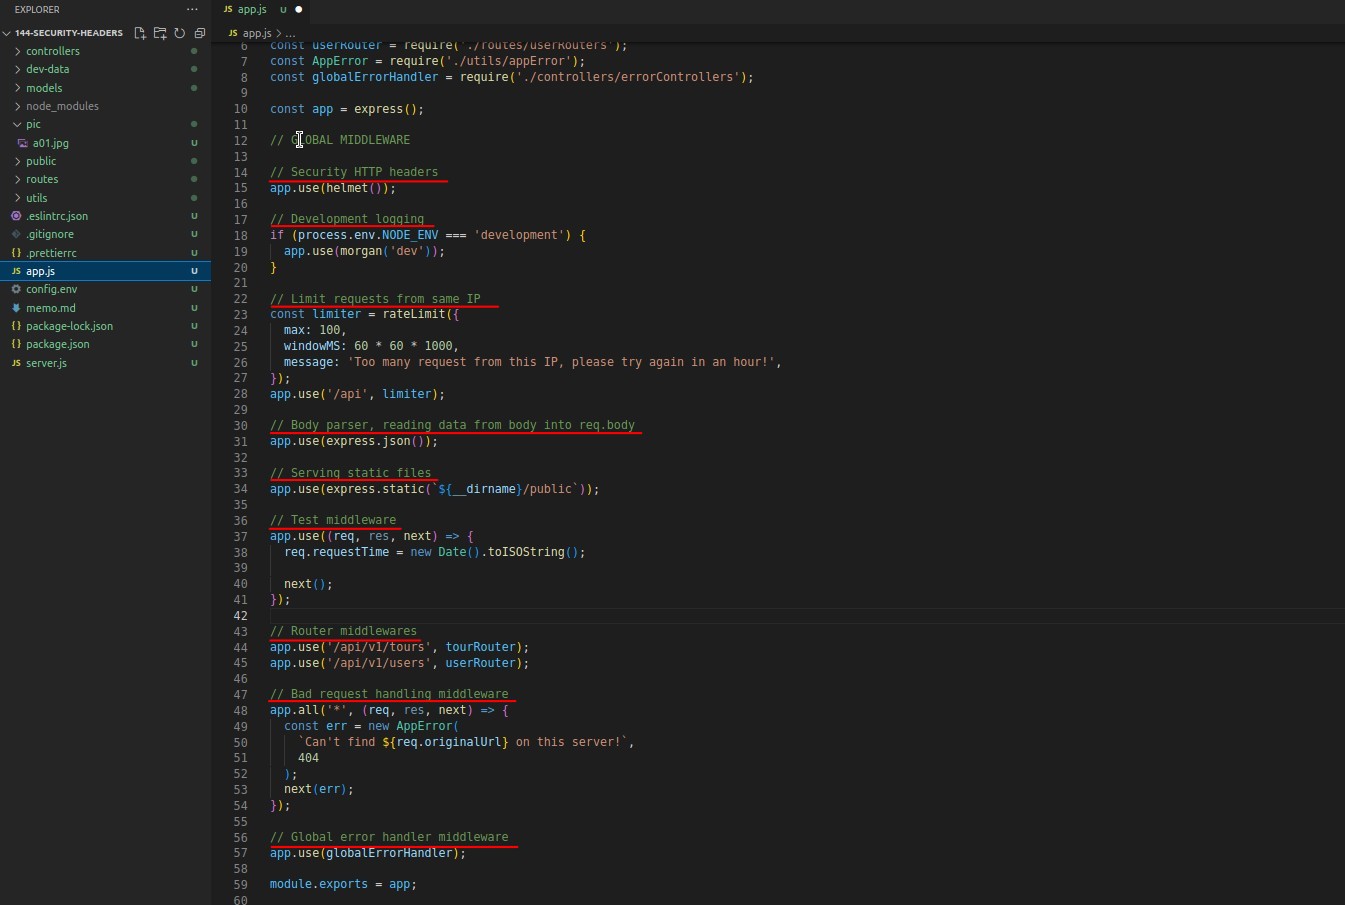 EXPLORER ...
144-SECURITY-HEADERS
controllers
dev-data
models
node_modules
pic
a01.jpg U
public
routes
utils
.eslintrc.json U
.gitignore U
.prettierrc U
JS app.js U
config.env U
memo.md U
package-lock.json U
package.json U
JS server.js U
JS app.js U
JS app.js > ...
6 const userRouter = require('./routes/userRouters');
7 const AppError = require('./utils/appError');
8 const globalErrorHandler = require('./controllers/errorControllers');
9
10 const app = express();
11
12 // GLOBAL MIDDLEWARE
13
14 // Security HTTP headers
15 app.use(helmet());
16
17 // Development logging
18 if (process.env.NODE_ENV === 'development') {
19 app.use(morgan('dev'));
20 }
21
22 // Limit requests from same IP
23 const limiter = rateLimit({
24 max: 100,
25 windowMS: 60 * 60 * 1000,
26 message: 'Too many request from this IP, please try again in an hour!',
27 });
28 app.use('/api', limiter);
29
30 // Body parser, reading data from body into req.body
31 app.use(express.json());
32
33 // Serving static files
34 app.use(express.static(`${__dirname}/public`));
35
36 // Test middleware
37 app.use((req, res, next) => {
38 req.requestTime = new Date().toISOString();
39
40 next();
41 });
42
43 // Router middlewares
44 app.use('/api/v1/tours', tourRouter);
45 app.use('/api/v1/users', userRouter);
46
47 // Bad request handling middleware
48 app.all('*', (req, res, next) => {
49 const err = new AppError(
50 `Can't find ${req.originalUrl} on this server!`,
51 404
52 );
53 next(err);
54 });
55
56 // Global error handler middleware
57 app.use(globalErrorHandler);
58
59 module.exports = app;
60